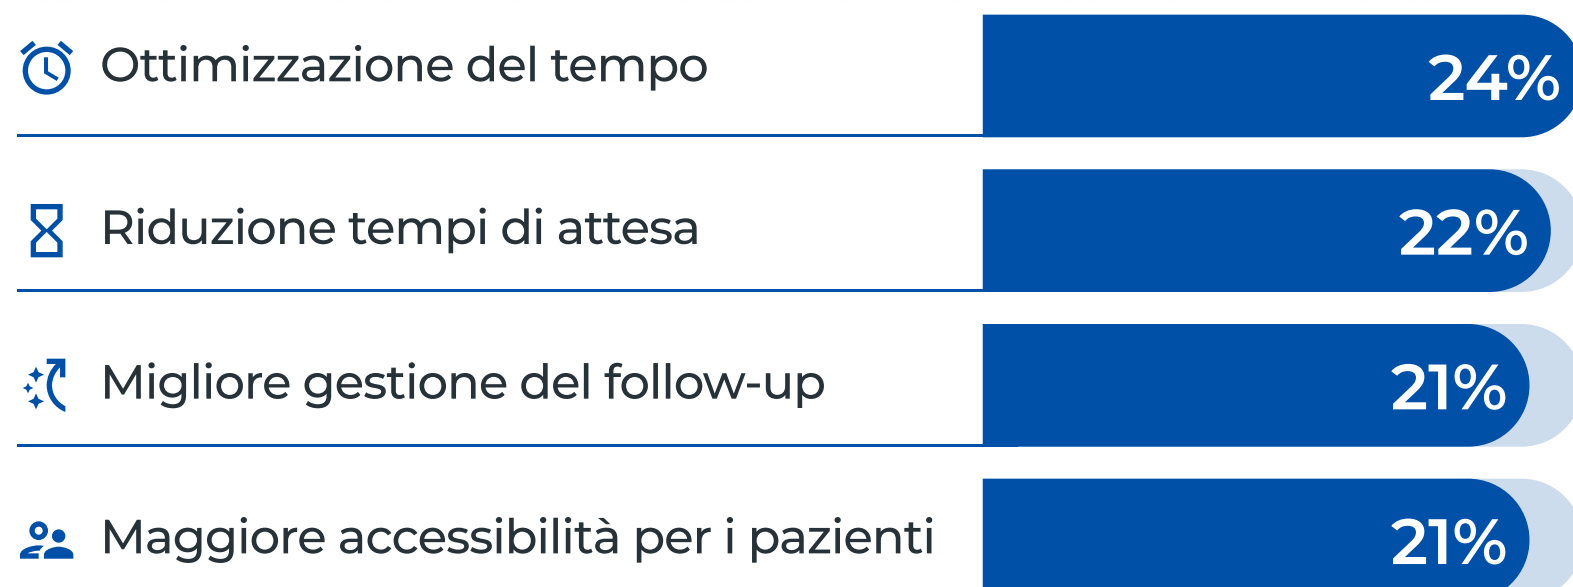 Ottimizzazione del tempo 24%
Riduzione tempi di attesa 22%
Migliore gestione del follow-up 21%
Maggiore accessibilità per i pazienti 21%